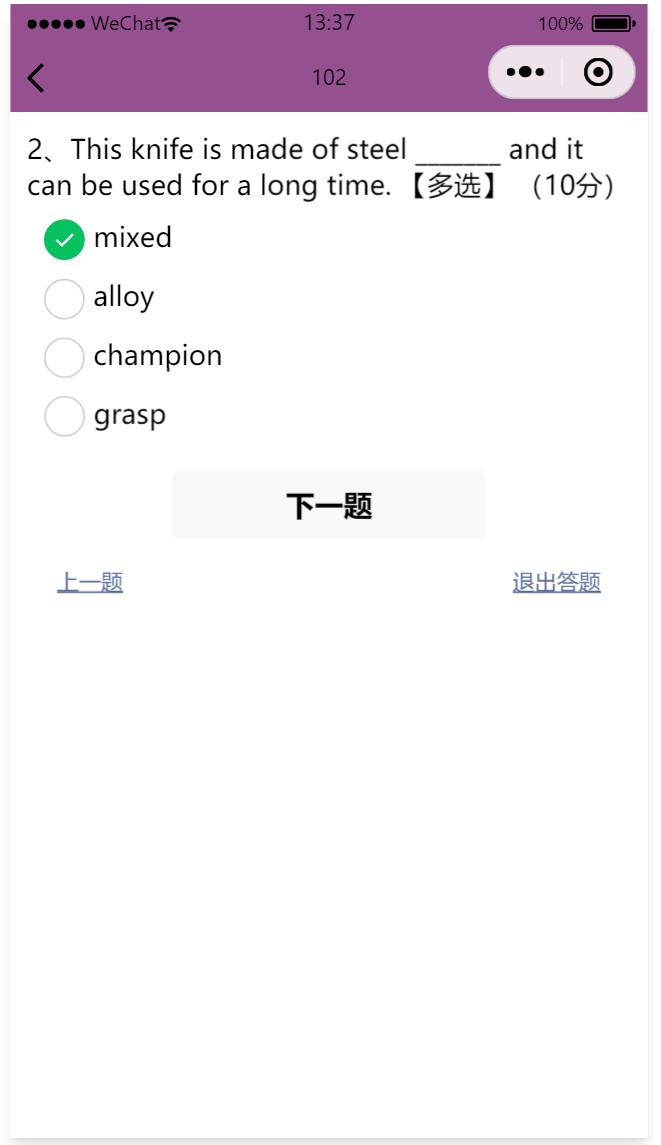 ●●●●● WeChat 13:37 100%
102
2、This knife is made of steel _______ and it
can be used for a long time. 【多选】 （10分）
mixed
alloy
champion
grasp
下一题
上一题 退出答题